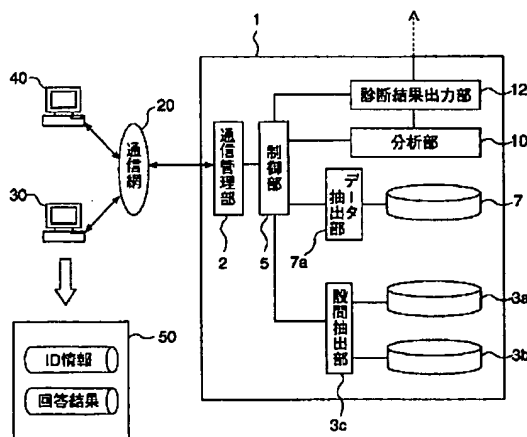 1
A
40
20
12
診断結果出力部
10
分析部
通信網
通信管理部
制御部
30
データ抽出部
7
2
5
7a
3a
設問抽出部
50
ID情報
3b
回答結果
3c